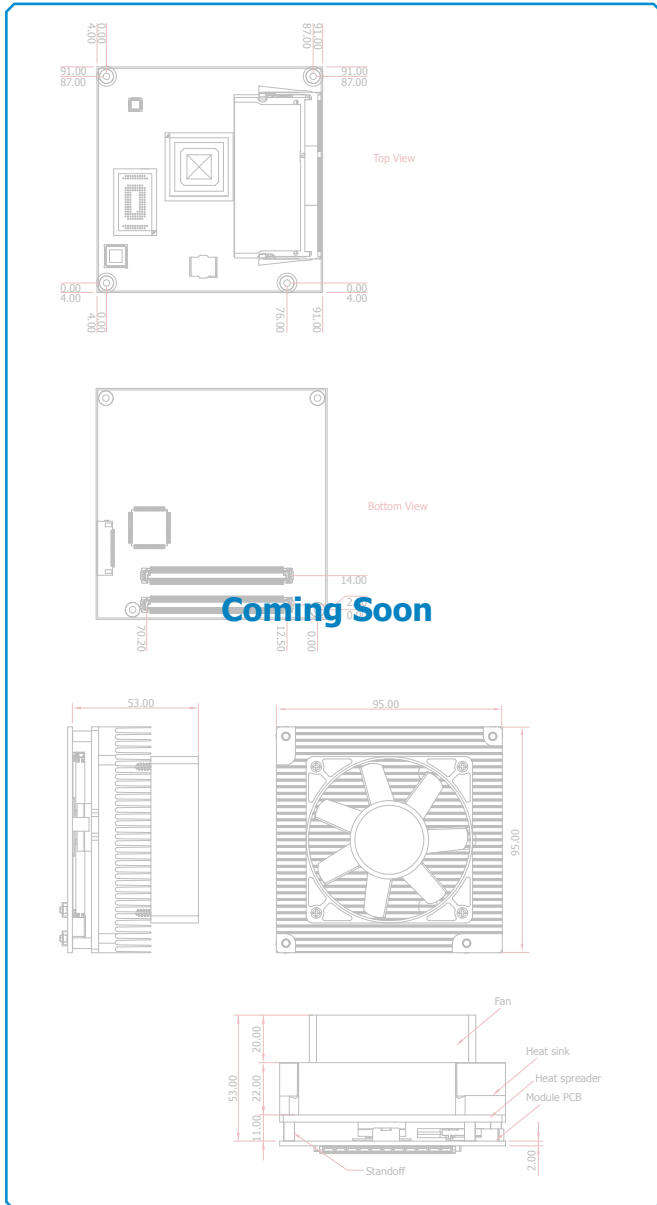 4.00 0.00 87.00 91.00
91.00 91.00
87.00 87.00
Top View
0.00 0.00
4.00 4.00
4.00 0.00 76.00 91.00
Bottom View
14.00
Coming Soon
70.20 12.50 0.00
53.00 95.00
95.00
Fan
20.00
Heat sink
53.00 22.00
Heat spreader
Module PCB
11.00
2.00
Standoff